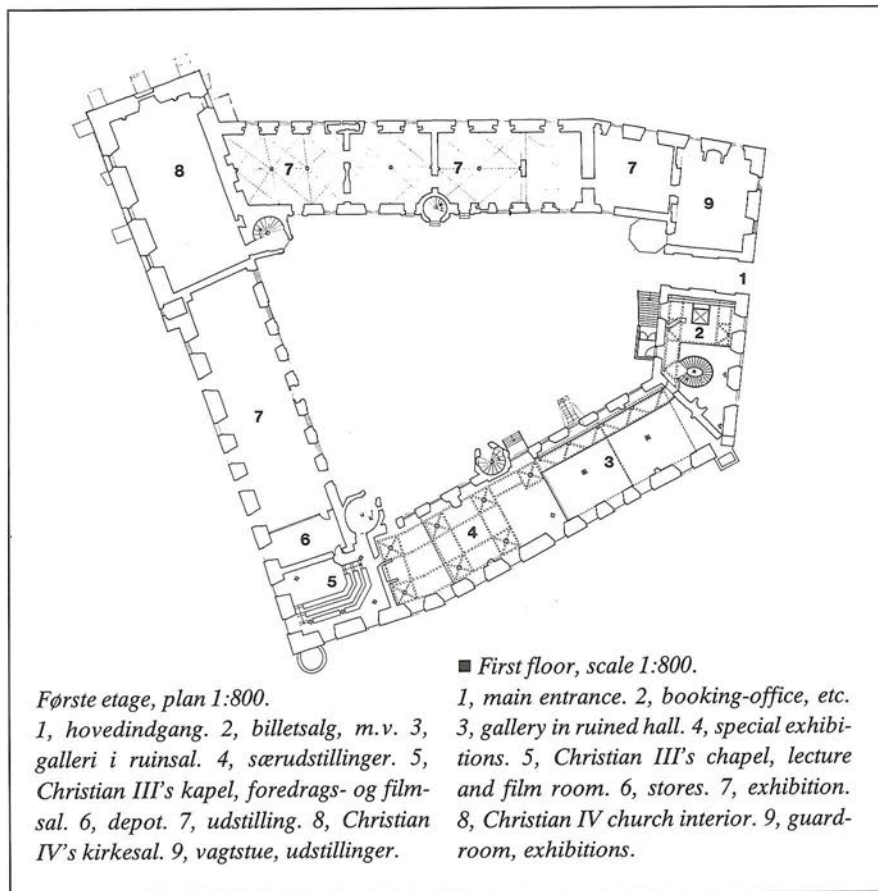 8
7
7
7
9
1
2
7
3
4
6
5
Første etage, plan 1:800.
1, hovedindgang. 2, billetsalg, m.v. 3,
galleri i ruinsal. 4, særudstillinger. 5,
Christian III's kapel, foredrags- og film-
sal. 6, depot. 7, udstilling. 8, Christian
IV's kirkesal. 9, vagtstue, udstillinger.
■ First floor, scale 1:800.
1, main entrance. 2, booking-office, etc.
3, gallery in ruined hall. 4, special exhibi-
tions. 5, Christian III's chapel, lecture
and film room. 6, stores. 7, exhibition.
8, Christian IV church interior. 9, guard-
room, exhibitions.